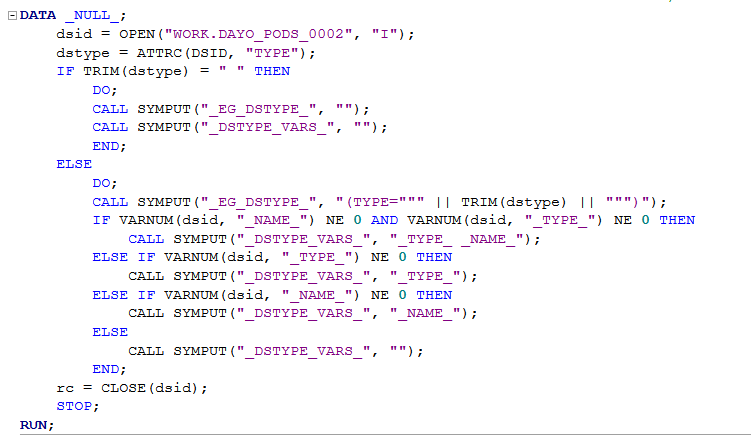 DATA _NULL_;
dsid = OPEN("WORK.DAYO_PODS_0002", "I");
dstype = ATTRC(DSID, "TYPE");
IF TRIM(dstype) = " " THEN
DO;
CALL SYMPUT("_EG_DSTYPE_", "");
CALL SYMPUT("_DSTYPE_VARS_", "");
END;
ELSE
DO;
CALL SYMPUT("_EG_DSTYPE_", "(TYPE=""" || TRIM(dstype) || """)");
IF VARNUM(dsid, "_NAME_") NE 0 AND VARNUM(dsid, "_TYPE_") NE 0 THEN
CALL SYMPUT("_DSTYPE_VARS_", "_TYPE_ _NAME_");
ELSE IF VARNUM(dsid, "_TYPE_") NE 0 THEN
CALL SYMPUT("_DSTYPE_VARS_", "_TYPE_");
ELSE IF VARNUM(dsid, "_NAME_") NE 0 THEN
CALL SYMPUT("_DSTYPE_VARS_", "_NAME_");
ELSE
CALL SYMPUT("_DSTYPE_VARS_", "");
END;
rc = CLOSE(dsid);
STOP;
RUN;